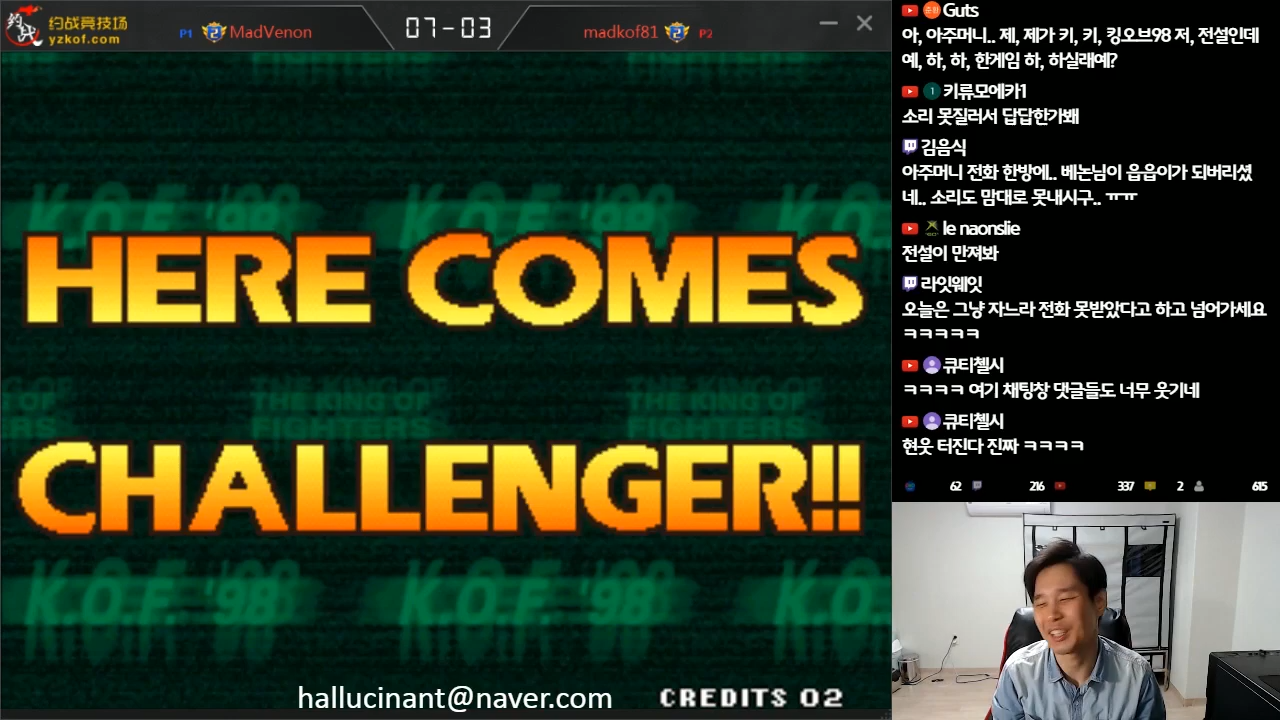 约战竞技场
yzkof.com
P1 MadVenon
07-03
madkof81 P2
HERE COMES
CHALLENGER!!
K.O.F. '98
THE KING OF
FIGHTERS
K.O.F. '98 K.O.F. '98 K.O.F. '98
hallucinant@naver.com
CREDITS 02
Guts
아, 아주머니.. 제, 제가 키, 키, 킹오브98 저, 전설인데
예, 하, 하, 한게임 하, 하실래예?
키류모에카1
소리 못질러서 답답한가봬
김음식
아주머니 전화 한방에.. 베논님이 읍읍이가 되버리셨
네.. 소리도 맘대로 못내시구.. ㅠㅠ
le naonslie
전설이 만져봐
라잇웨잇
오늘은 그냥 자느라 전화 못받았다고 하고 넘어가세요
ㅋㅋㅋㅋㅋ
큐티첼시
ㅋㅋㅋㅋ 여기 채팅창 댓글들도 너무 웃기네
큐티첼시
현웃 터진다 진짜 ㅋㅋㅋㅋ
62 216 337 2 615